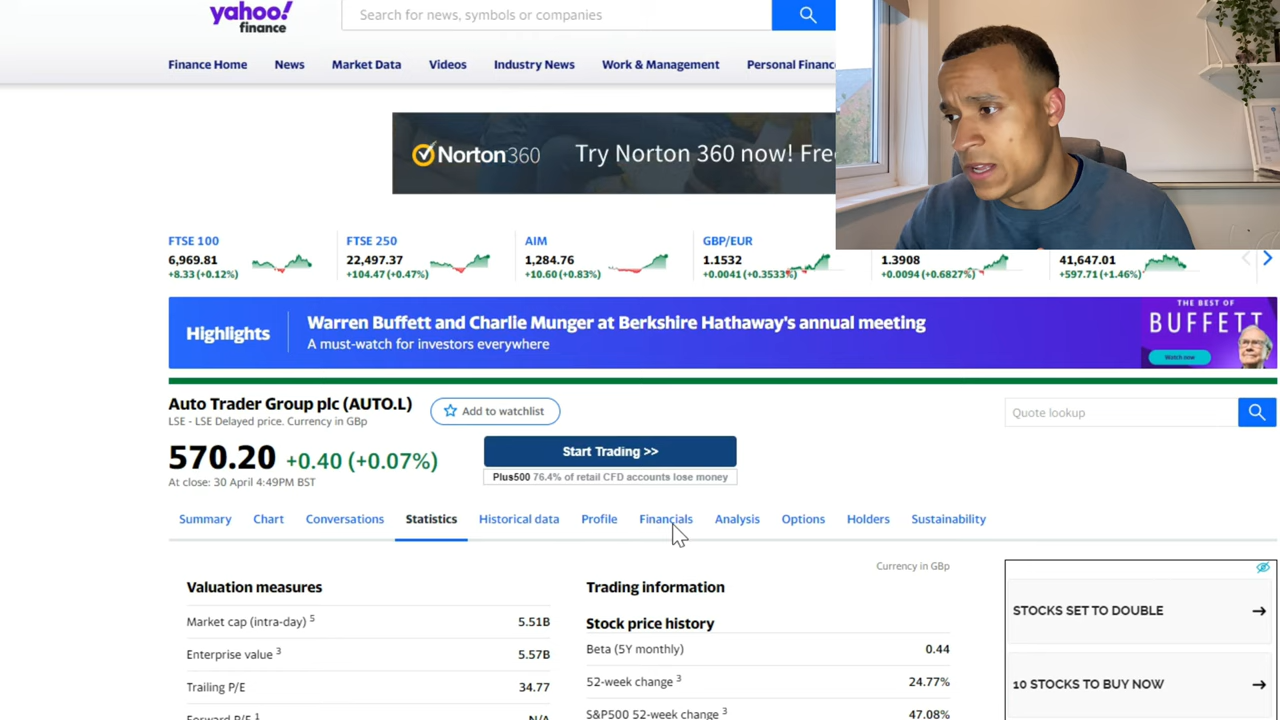 yahoo!
finance
Search for news, symbols or companies
Finance Home News Market Data Videos Industry News Work & Management Personal Financ
Norton360 Try Norton 360 now! Fre
FTSE 100
6,969.81
+8.33 (+0.12%)
FTSE 250
22,497.37
+104.47 (+0.47%)
AIM
1,284.76
+10.60 (+0.83%)
GBP/EUR
1.1532
+0.0041 (+0.3533%)
1.3908
+0.0094 (+0.6827%)
41,647.01
+597.71 (+1.46%)
Highlights
Warren Buffett and Charlie Munger at Berkshire Hathaway's annual meeting
A must-watch for investors everywhere
THE BEST OF
BUFFETT
Watch now
Auto Trader Group plc (AUTO.L)
Add to watchlist
LSE - LSE Delayed price. Currency in GBp
Quote lookup
570.20 +0.40 (+0.07%)
At close: 30 April 4:49PM BST
Start Trading >>
Plus500 76.4% of retail CFD accounts lose money
Summary Chart Conversations Statistics Historical data Profile Financials Analysis Options Holders Sustainability
Currency in GBp
Valuation measures
Market cap (intra-day) 5 5.51B
Enterprise value 3 5.57B
Trailing P/E 34.77
Forward P/E 1 N/A
Trading information
Stock price history
Beta (5Y monthly) 0.44
52-week change 3 24.77%
S&P500 52-week change 3 47.08%
STOCKS SET TO DOUBLE
10 STOCKS TO BUY NOW